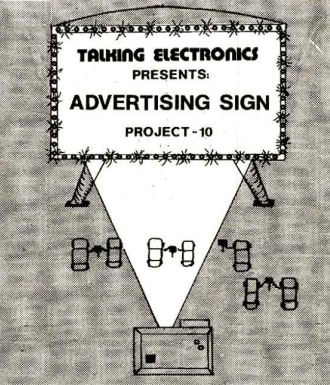 TALKING ELECTRONICS
PRESENTS:
ADVERTISING SIGN
PROJECT-10